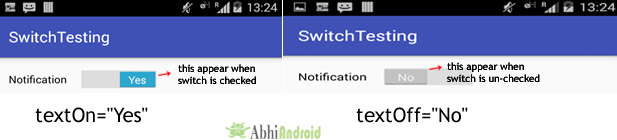 13:24
SwitchTesting
Notification
Yes
this appear when
switch is checked
textOn="Yes"
13:24
SwitchTesting
Notification
No
this appear when
switch is un-checked
textOff="No"
AbhiAndroid